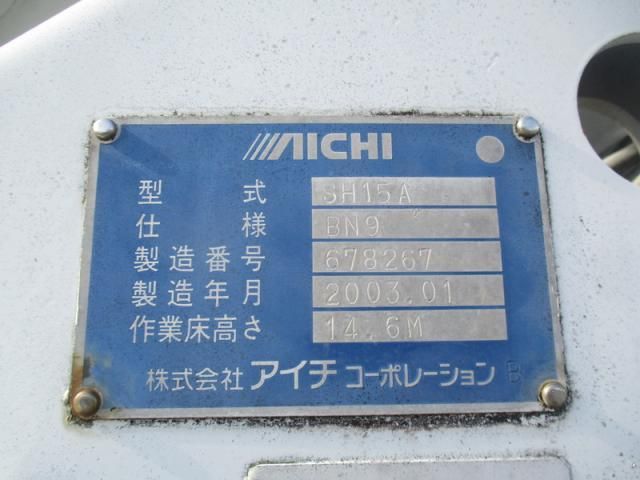 AICHI
型式 SH15A
仕様 BN9
製造番号 678267
製造年月 2003.01
作業床高さ 14.6M
株式会社 アイチ コーポレーション B